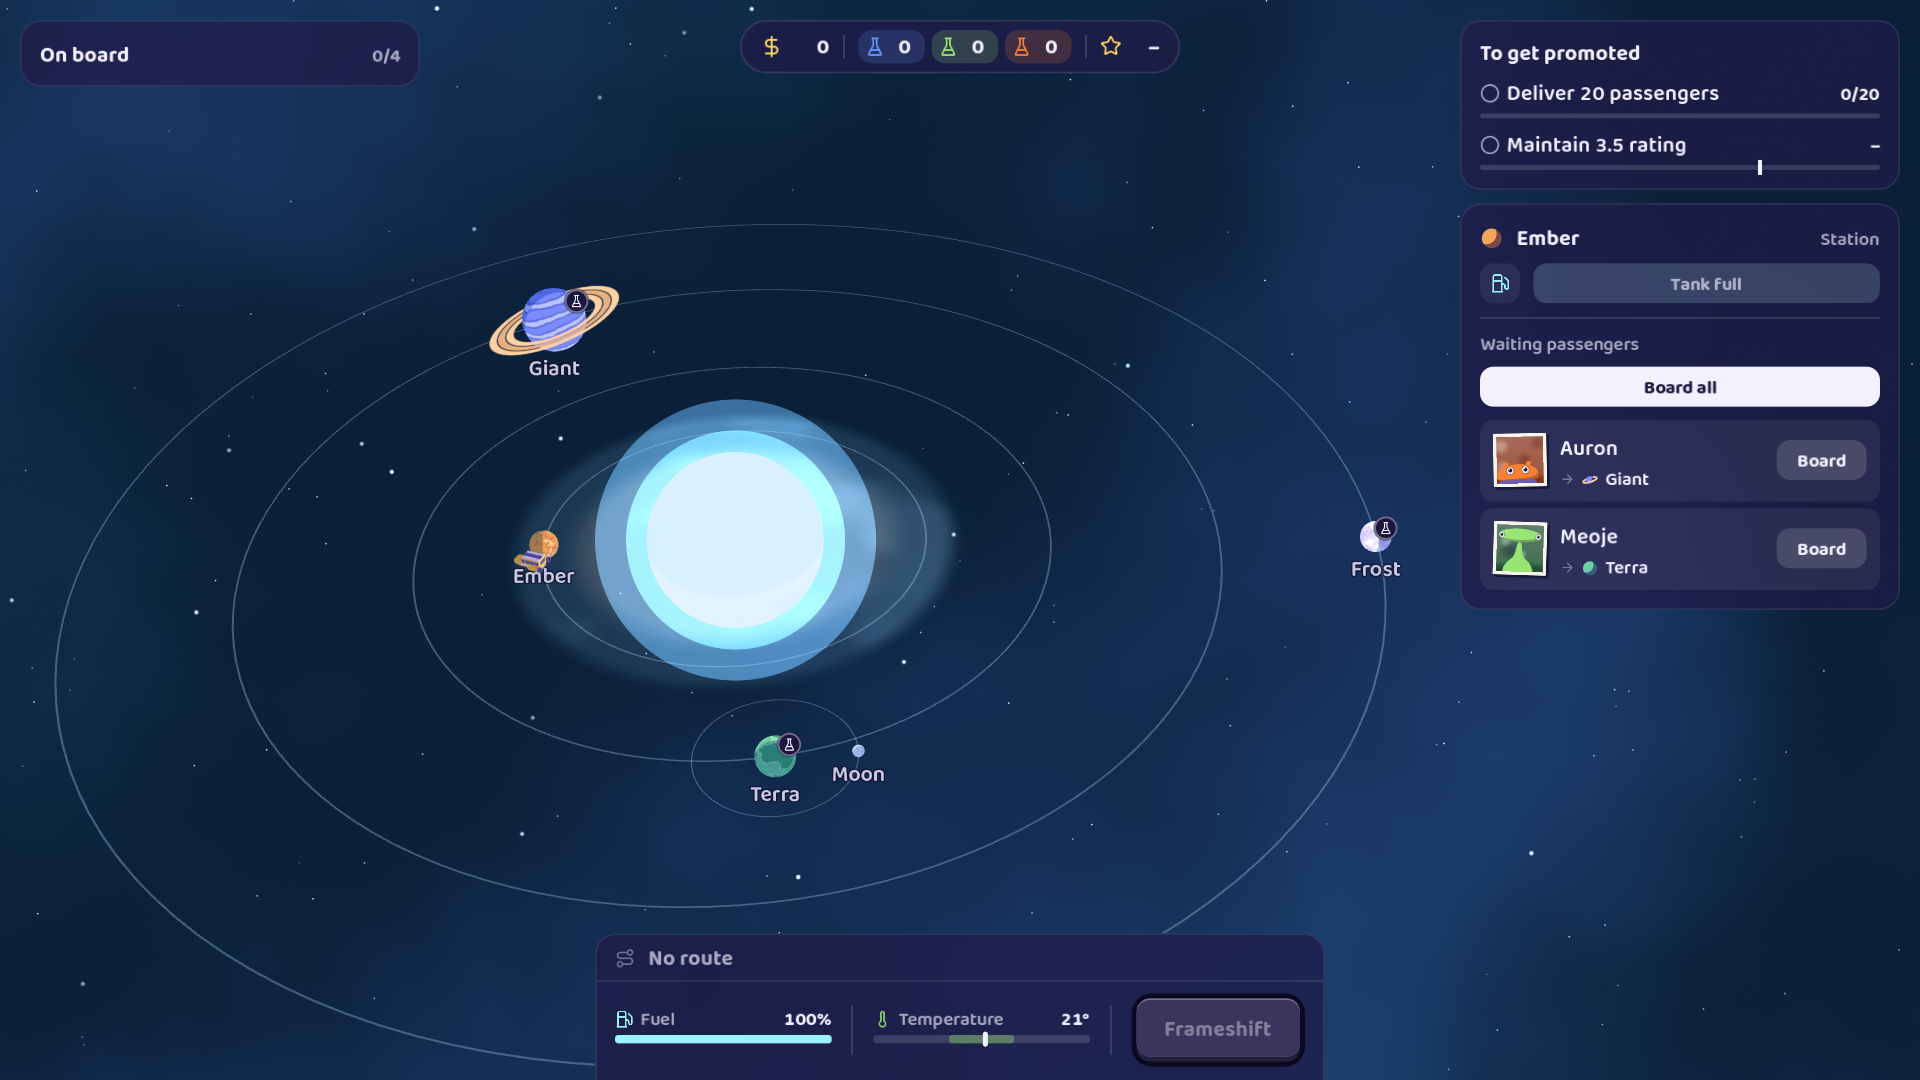 On board 0/4
0 0 0 0 –
To get promoted
Deliver 20 passengers 0/20
Maintain 3.5 rating –
Ember Station
Tank full
Waiting passengers
Board all
Auron
→ Giant
Board
Meoje
→ Terra
Board
Giant
Ember
Frost
Terra
Moon
No route
Fuel 100%
Temperature 21°
Frameshift